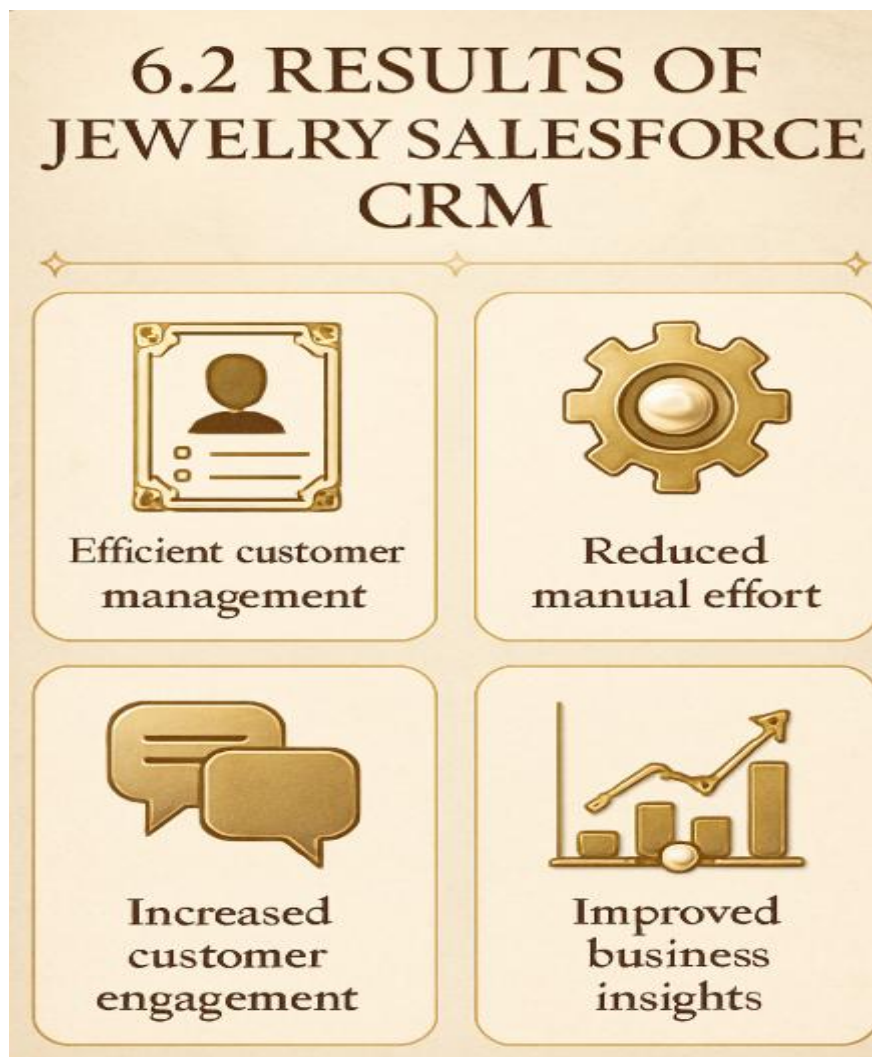 6.2 RESULTS OF
JEWELRY SALESFORCE
CRM
Efficient customer
management
Reduced
manual effort
Increased
customer
engagement
Improved
business
insights